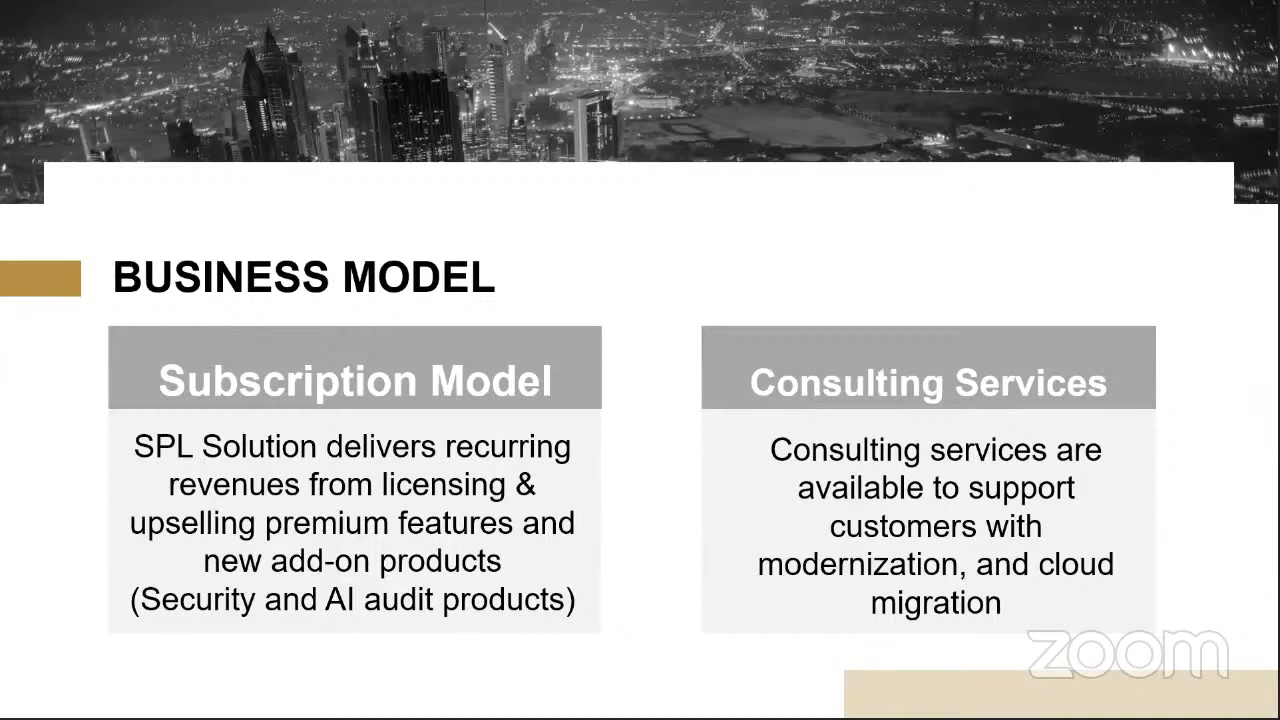 BUSINESS MODEL
Subscription Model
SPL Solution delivers recurring
revenues from licensing &
upselling premium features and
new add-on products
(Security and AI audit products)
Consulting Services
Consulting services are
available to support
customers with
modernization, and cloud
migration
zoom